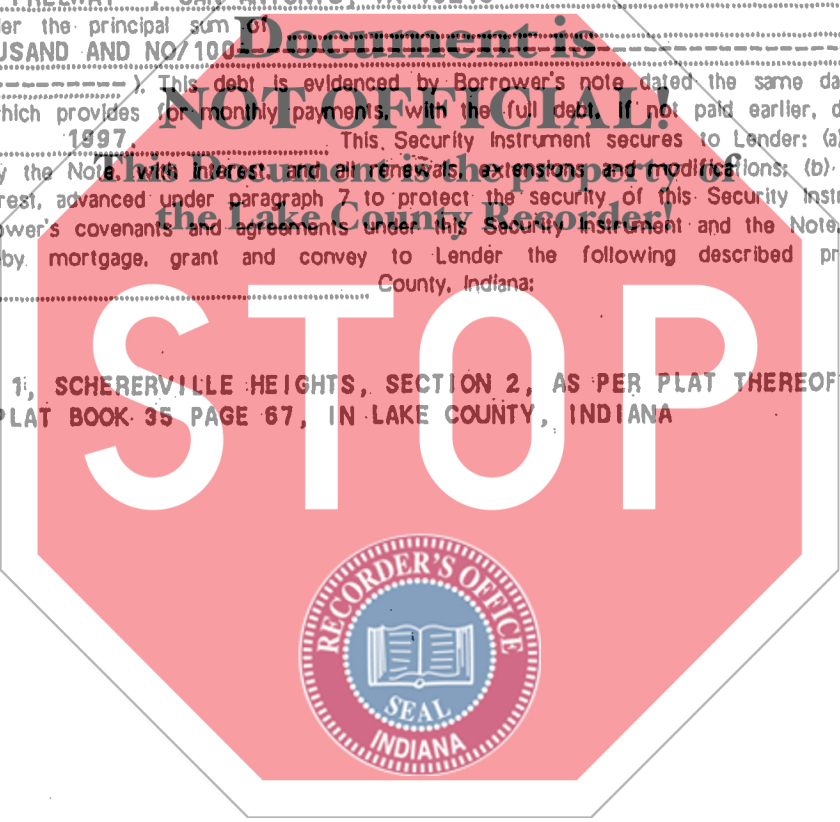 der the principal sum of
USAND AND NO/100
). This debt is evidenced by Borrower's note dated the same da
which provides for monthly payments, with the full debt, if not paid earlier, d
1997. This Security Instrument secures to Lender: (a)
y the Note, with interest, and all renewals, extensions and modifications; (b)
rest, advanced under paragraph 7 to protect the security of this Security Instr
ower's covenants and agreements under this Security Instrument and the Note.
by mortgage, grant and convey to Lender the following described pr
County, Indiana:
1, SCHERERVILLE HEIGHTS, SECTION 2, AS PER PLAT THEREOF
PLAT BOOK 35 PAGE 67, IN LAKE COUNTY, INDIANA
Document is
NOT OFFICIAL!
This Document is the property of
the Lake County Recorder!
STOP
RECORDER'S OFFICE
SEAL
INDIANA